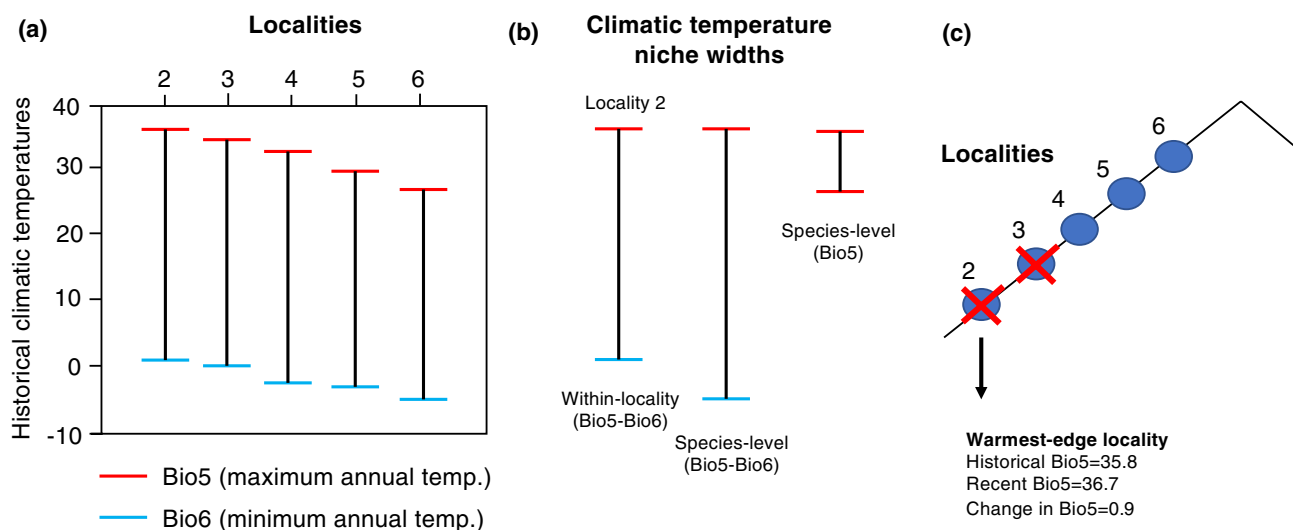 (a)
Localities
2 3 4 5 6
Historical climatic temperatures
40
30
20
10
0
-10
Bio5 (maximum annual temp.)
Bio6 (minimum annual temp.)
(b)
Climatic temperature
niche widths
Locality 2
Within-locality
(Bio5-Bio6)
Species-level
(Bio5-Bio6)
Species-level
(Bio5)
(c)
Localities
6
5
4
3
2
Warmest-edge locality
Historical Bio5=35.8
Recent Bio5=36.7
Change in Bio5=0.9